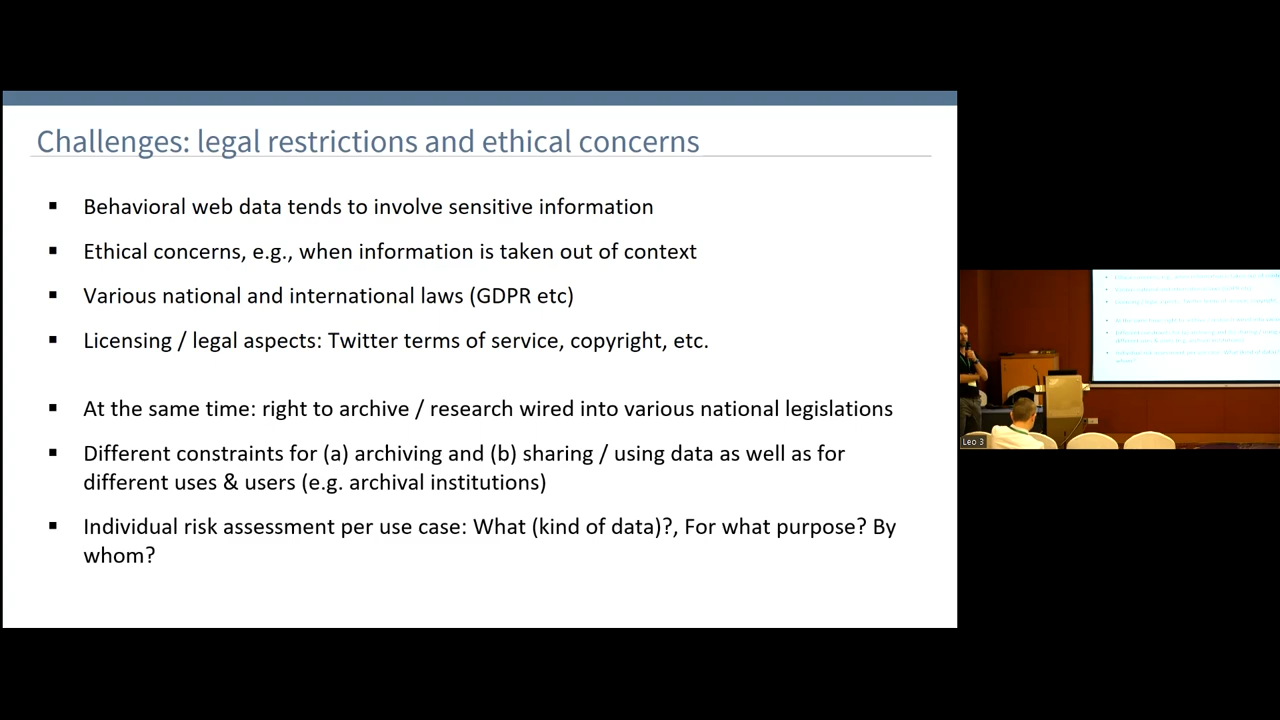 Challenges: legal restrictions and ethical concerns
Behavioral web data tends to involve sensitive information
Ethical concerns, e.g., when information is taken out of context
Various national and international laws (GDPR etc)
Licensing / legal aspects: Twitter terms of service, copyright, etc.
At the same time: right to archive / research wired into various national legislations
Different constraints for (a) archiving and (b) sharing / using data as well as for
different uses & users (e.g. archival institutions)
Individual risk assessment per use case: What (kind of data)?, For what purpose? By
whom?
Leo 3